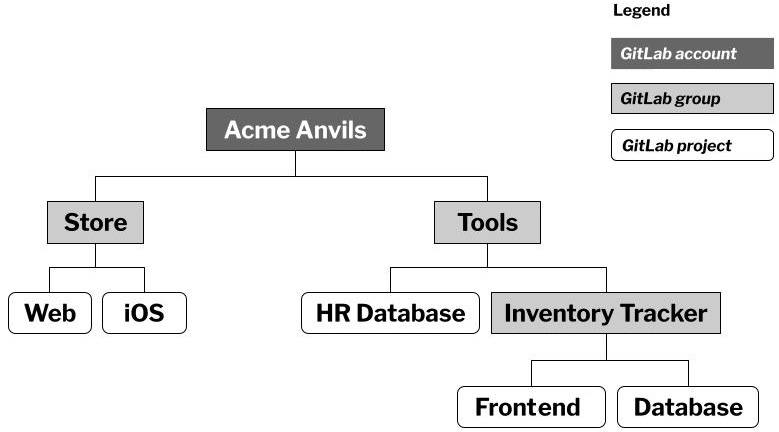 Legend
GitLab account
GitLab group
GitLab project
Acme Anvils
Store
Tools
Web
iOS
HR Database
Inventory Tracker
Frontend
Database